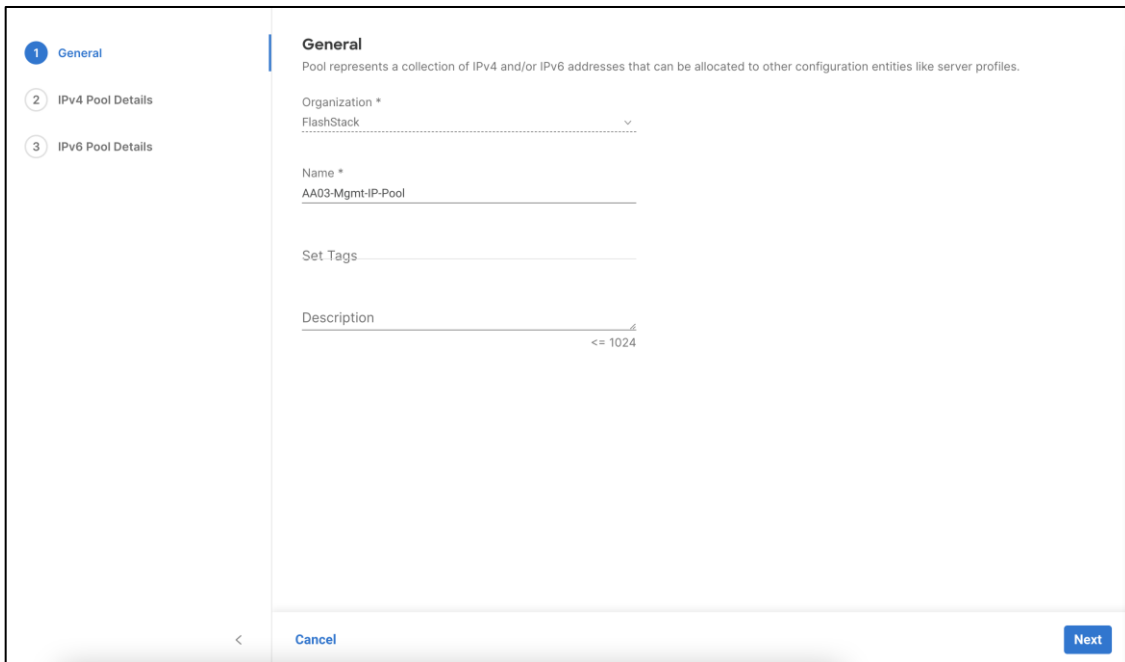 1 General
2 IPv4 Pool Details
3 IPv6 Pool Details
General
Pool represents a collection of IPv4 and/or IPv6 addresses that can be allocated to other configuration entities like server profiles.
Organization *
FlashStack
Name *
AA03-Mgmt-IP-Pool
Set Tags
Description
<= 1024
Cancel
Next